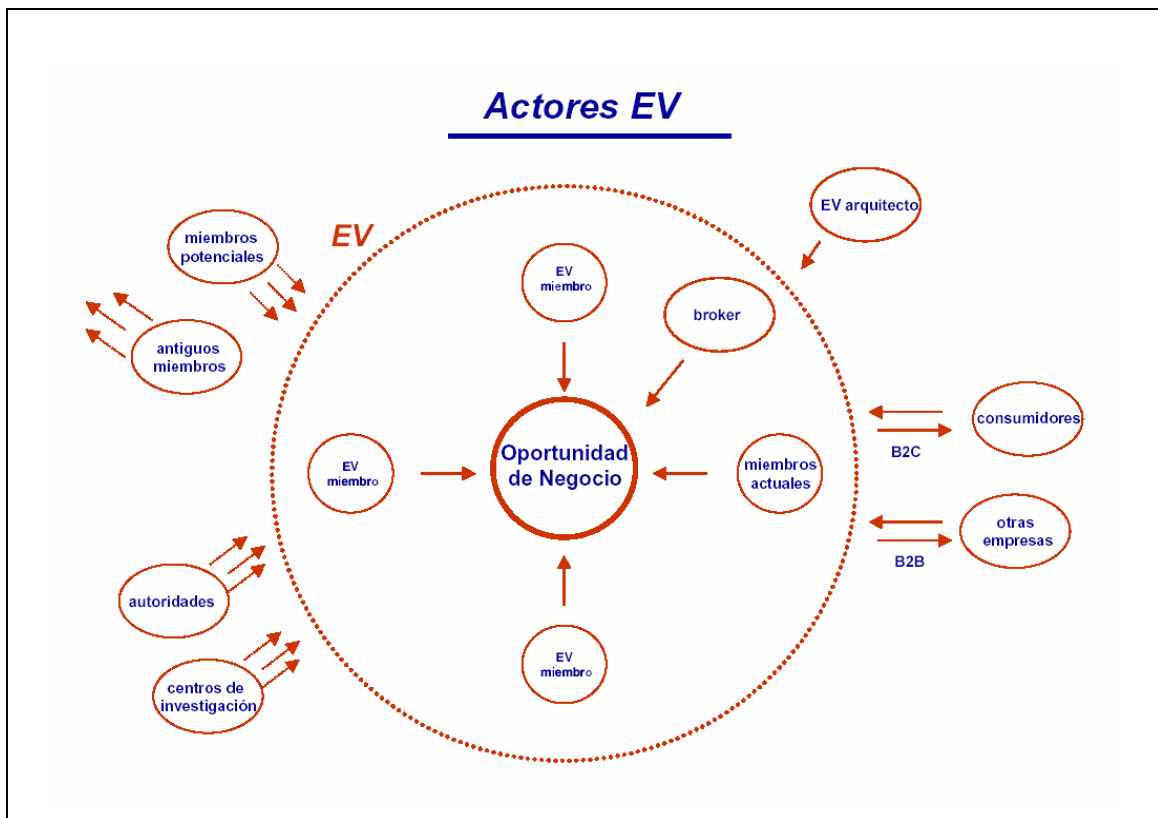 Actores EV
EV arquitecto
miembros
potenciales
EV
EV
miembro
broker
antiguos
miembros
consumidores
B2C
Oportunidad
de Negocio
EV
miembro
miembros
actuales
otras
empresas
B2B
autoridades
EV
miembro
centros de
investigación